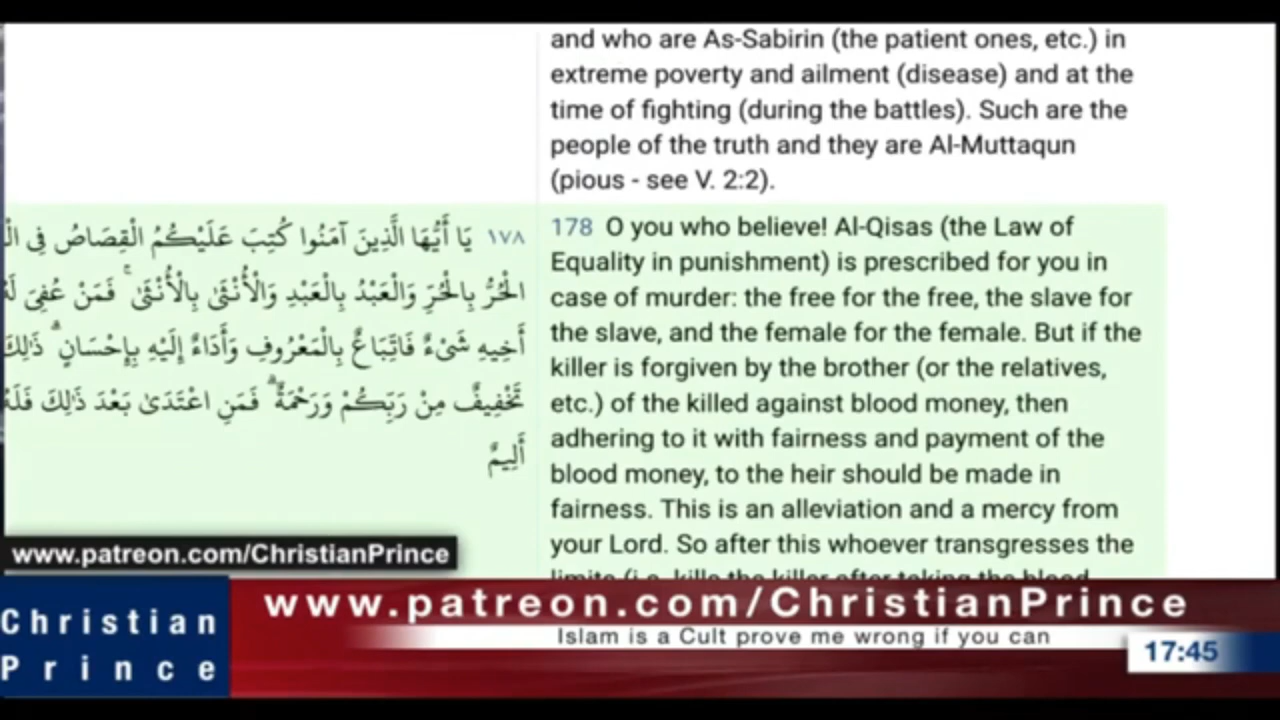 and who are As-Sabirin (the patient ones, etc.) in
extreme poverty and ailment (disease) and at the
time of fighting (during the battles). Such are the
people of the truth and they are Al-Muttaqun
(pious - see V. 2:2).
١٧٨ يَا أَيُّهَا الَّذِينَ آمَنُوا كُتِبَ عَلَيْكُمُ الْقِصَاصُ فِي
الْحُرُّ بِالْحُرِّ وَالْعَبْدُ بِالْعَبْدِ وَالْأُنْثَىٰ بِالْأُنْثَىٰ ۚ فَمَنْ عُفِيَ
أَخِيهِ شَيْءٌ فَاتِّبَاعٌ بِالْمَعْرُوفِ وَأَدَاءٌ إِلَيْهِ بِإِحْسَانٍ ۗ ذَٰلِكَ
تَخْفِيفٌ مِنْ رَبِّكُمْ وَرَحْمَةٌ ۗ فَمَنِ اعْتَدَىٰ بَعْدَ ذَٰلِكَ
أَلِيمٌ
178 O you who believe! Al-Qisas (the Law of
Equality in punishment) is prescribed for you in
case of murder: the free for the free, the slave for
the slave, and the female for the female. But if the
killer is forgiven by the brother (or the relatives,
etc.) of the killed against blood money, then
adhering to it with fairness and payment of the
blood money, to the heir should be made in
fairness. This is an alleviation and a mercy from
your Lord. So after this whoever transgresses the
limits (i.e. kills the killer after taking the blood
www.patreon.com/ChristianPrince
Christian
Prince
www.patreon.com/ChristianPrince
Islam is a Cult prove me wrong if you can
17:45